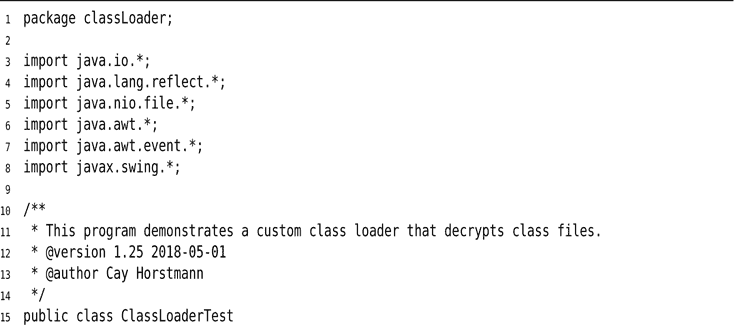 1 package classLoader;
2
3 import java.io.*;
4 import java.lang.reflect.*;
5 import java.nio.file.*;
6 import java.awt.*;
7 import java.awt.event.*;
8 import javax.swing.*;
9
10 /**
11  * This program demonstrates a custom class loader that decrypts class files.
12  * @version 1.25 2018-05-01
13  * @author Cay Horstmann
14  */
15 public class ClassLoaderTest